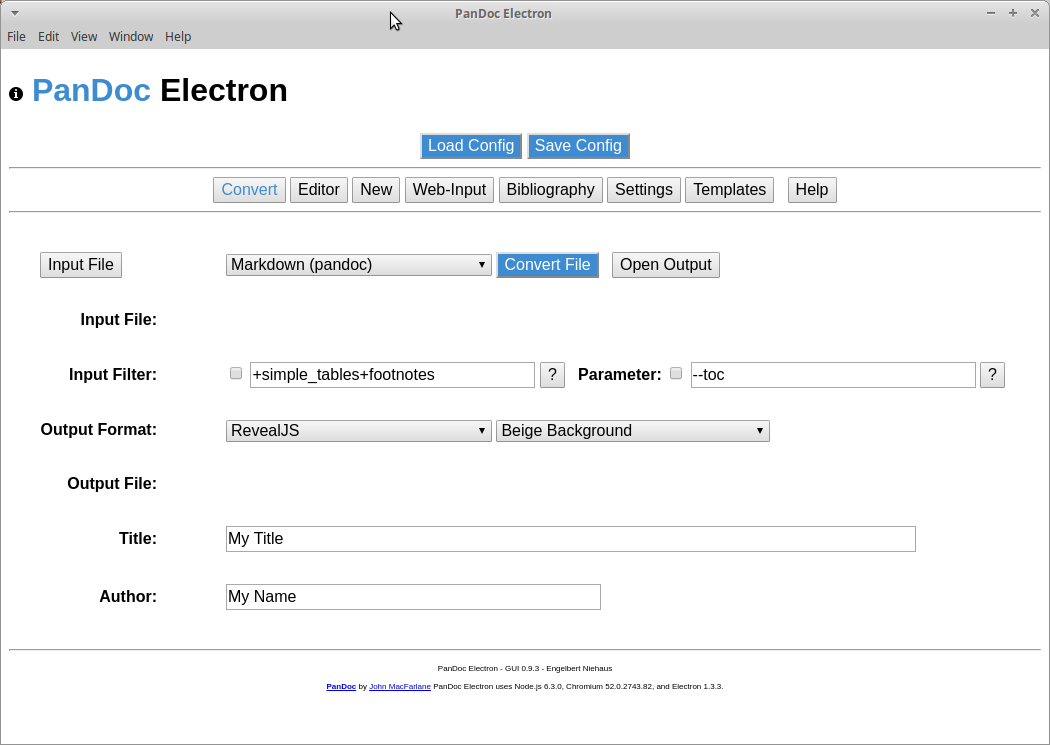 PanDoc Electron
File Edit View Window Help
PanDoc Electron
Load Config Save Config
Convert Editor New Web-Input Bibliography Settings Templates Help
Input File Markdown (pandoc) Convert File Open Output
Input File:
Input Filter: +simple_tables+footnotes ? Parameter: --toc ?
Output Format: RevealJS Beige Background
Output File:
Title: My Title
Author: My Name
PanDoc Electron - GUI 0.9.3 - Engelbert Niehaus
PanDoc by John MacFarlane PanDoc Electron uses Node.js 6.3.0, Chromium 52.0.2743.82, and Electron 1.3.3.